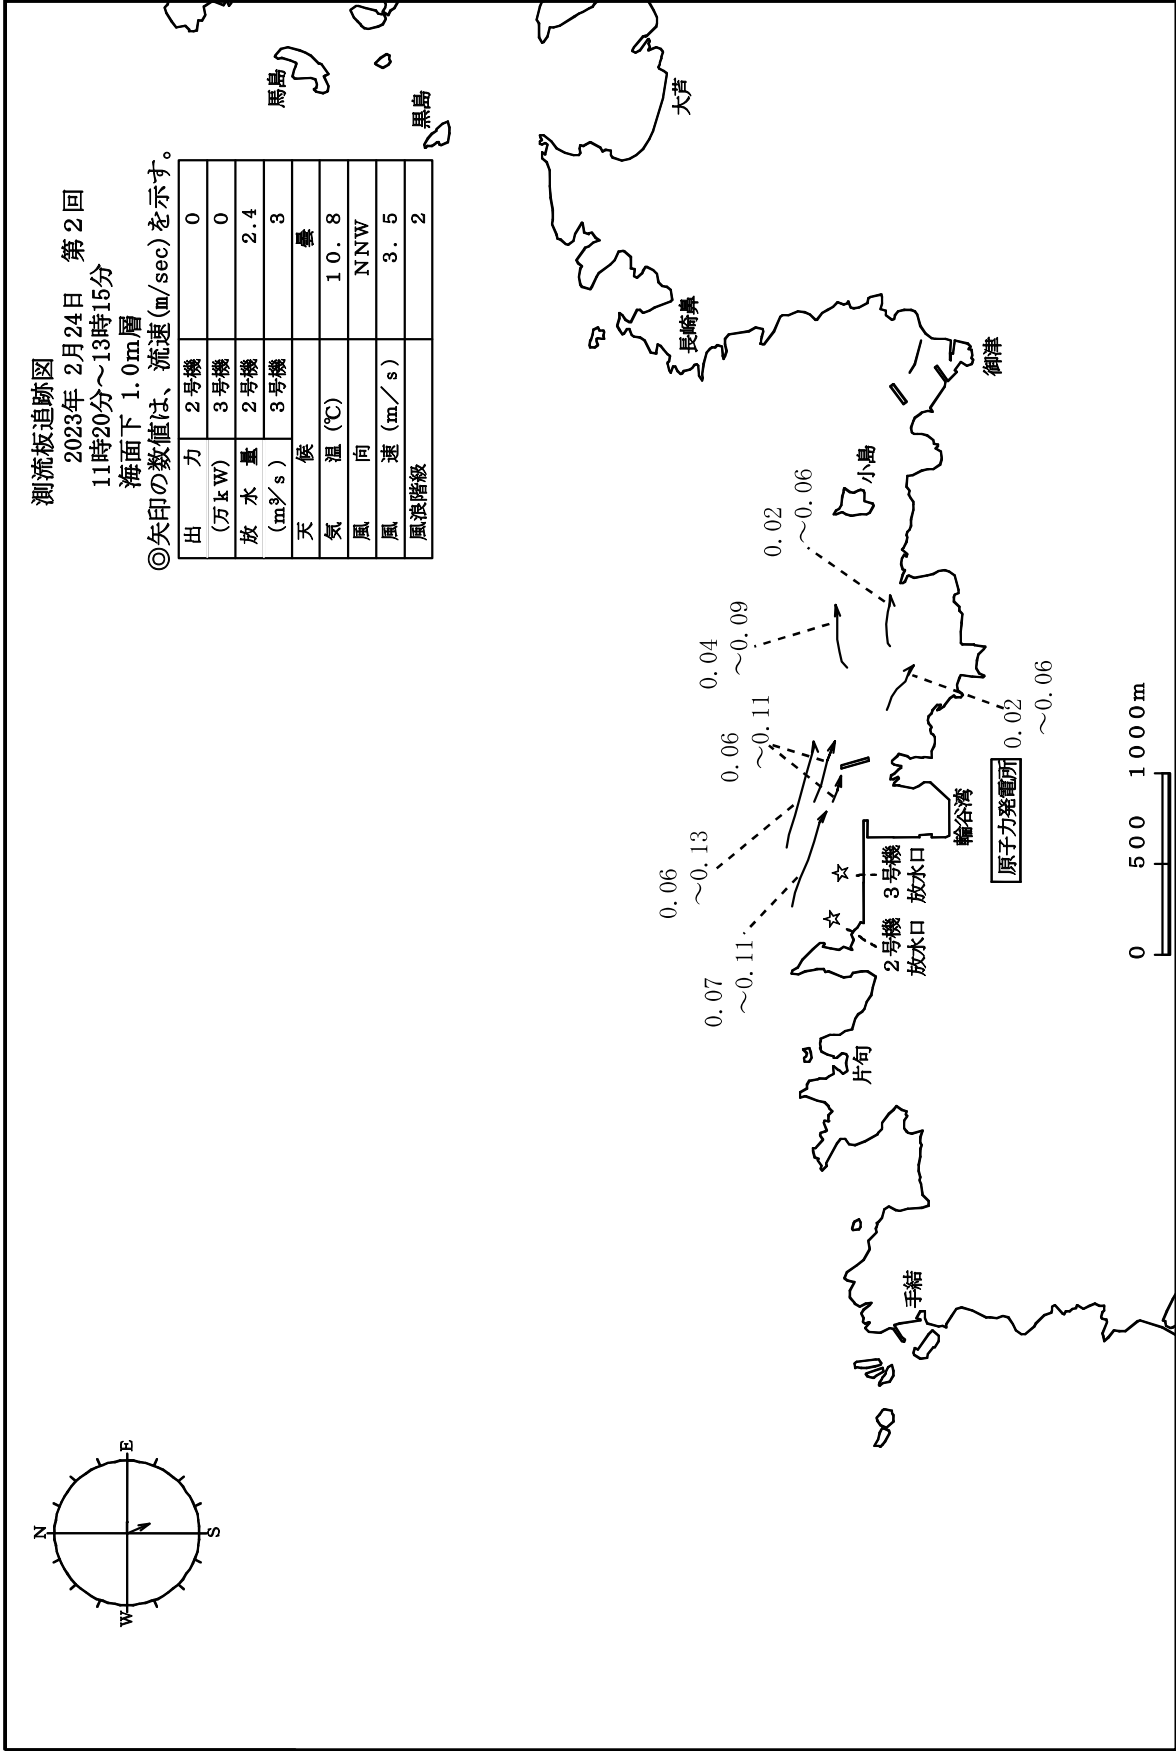 測流板追跡図
2023年 2月24日 第2回
11時20分～13時15分
海面下 1.0m層
◎矢印の数値は、流速(m/sec)を示す。
出力 2号機 0
(万kW) 3号機 0
放水量 2号機 2.4
(m³/s) 3号機 3
天候 曇
気温(℃) 10.8
風向 NNW
風速(m/s) 3.5
風浪階級 2
N
W E
S
馬島
黒島
大芦
長崎鼻
御津
小島
0.02
～0.06
0.04
～0.09
0.06
～0.11
0.06
～0.13
0.07
～0.11
0.02
～0.06
2号機
放水口
3号機
放水口
輪谷湾
原子力発電所
片句
手結
0 500 1000m